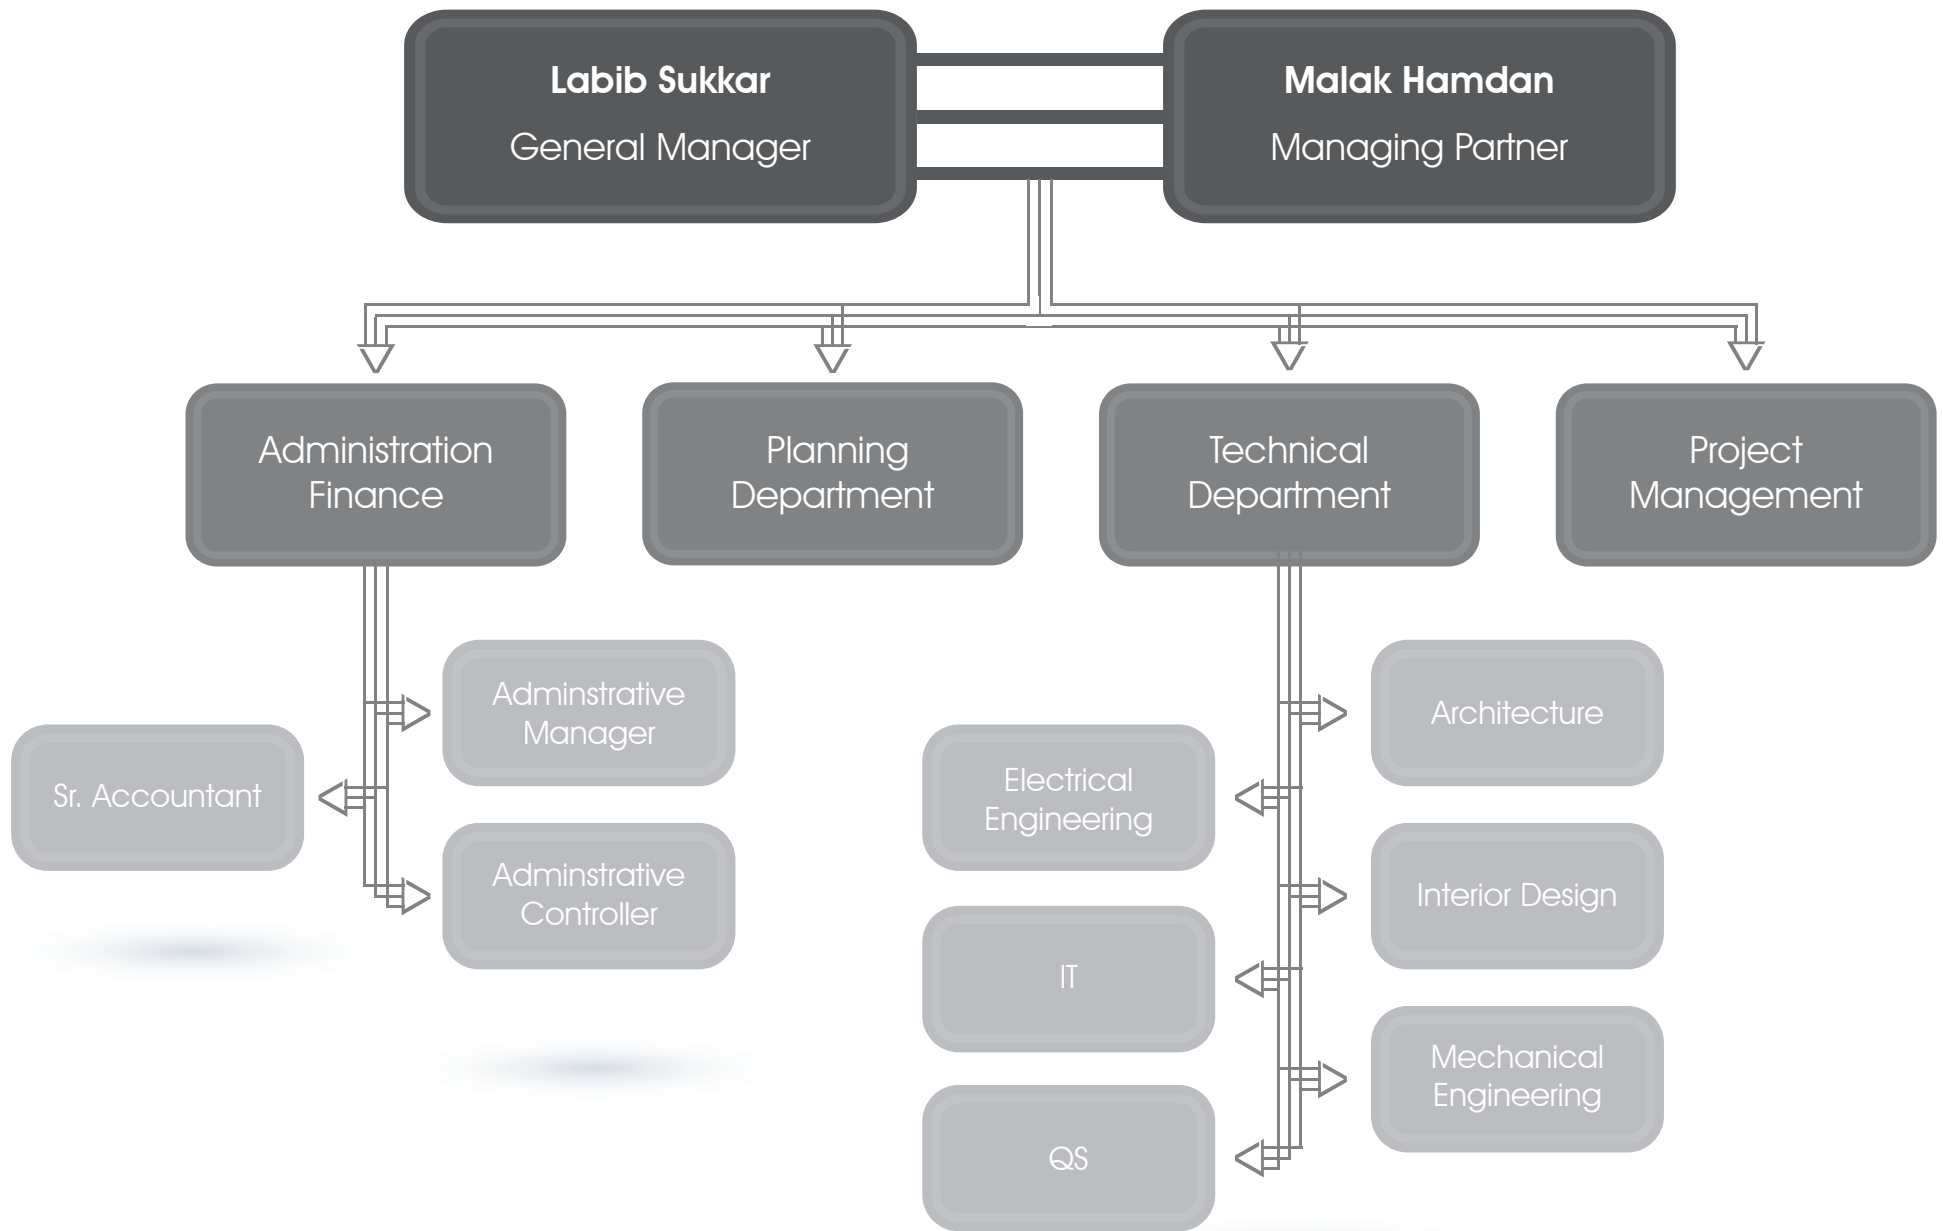 Labib Sukkar
General Manager
Malak Hamdan
Managing Partner
Administration
Finance
Planning
Department
Technical
Department
Project
Management
Adminstrative
Manager
Sr. Accountant
Adminstrative
Controller
Architecture
Electrical
Engineering
Interior Design
IT
Mechanical
Engineering
QS